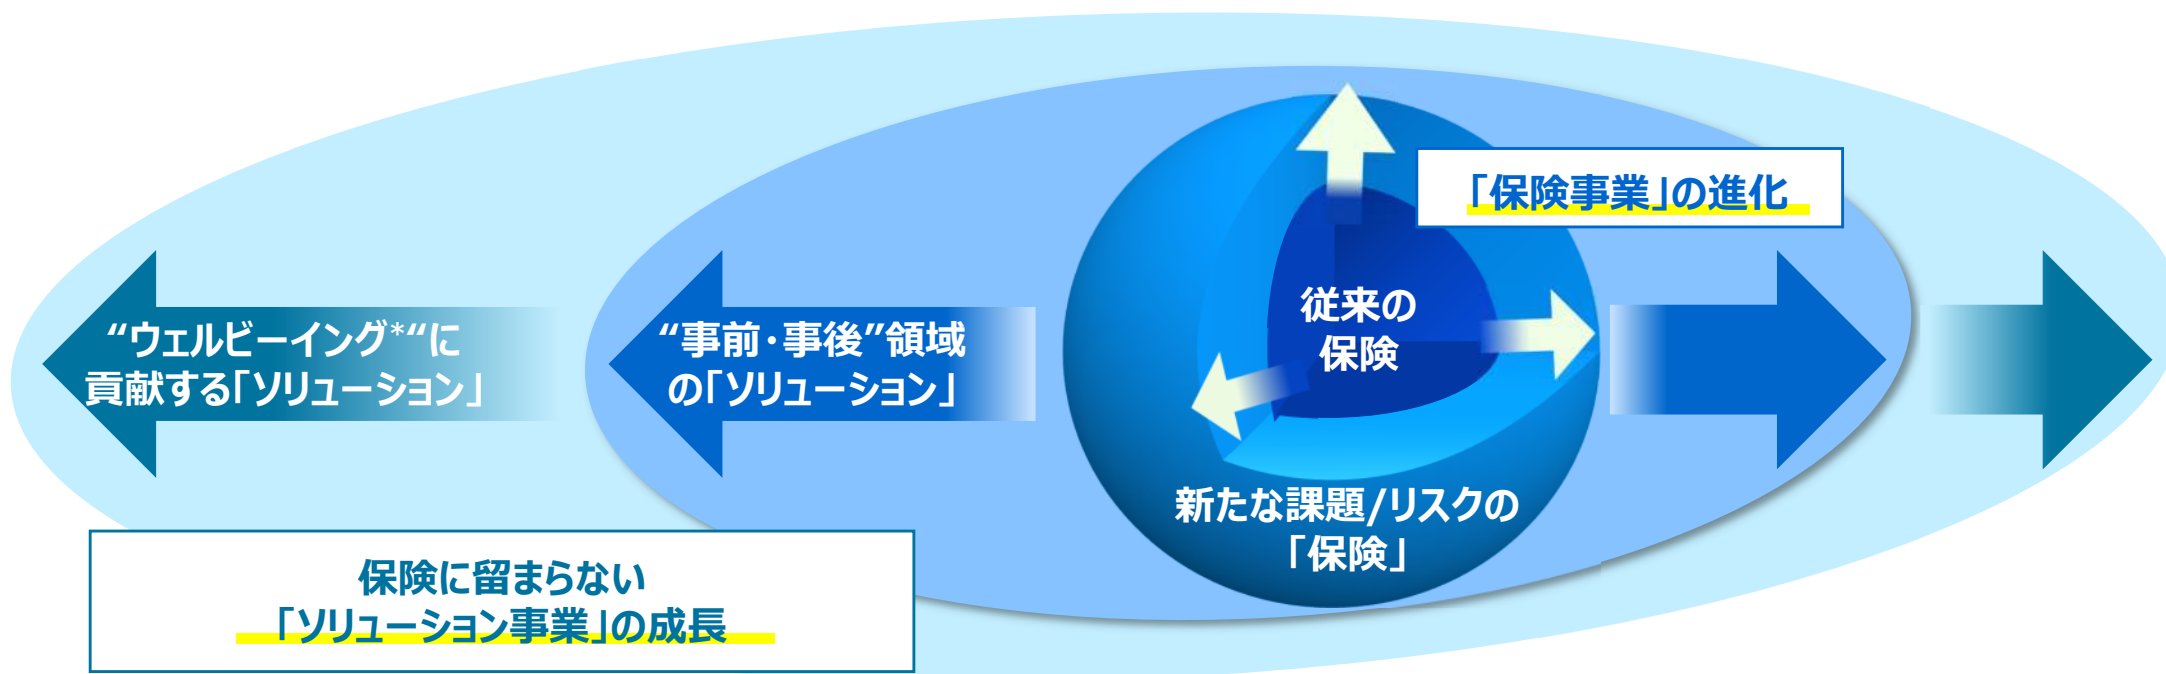 「保険事業」の進化
従来の
保険
“ウェルビーイング*“に
貢献する「ソリューション」
“事前・事後”領域
の「ソリューション」
新たな課題/リスクの
「保険」
保険に留まらない
「ソリューション事業」の成長